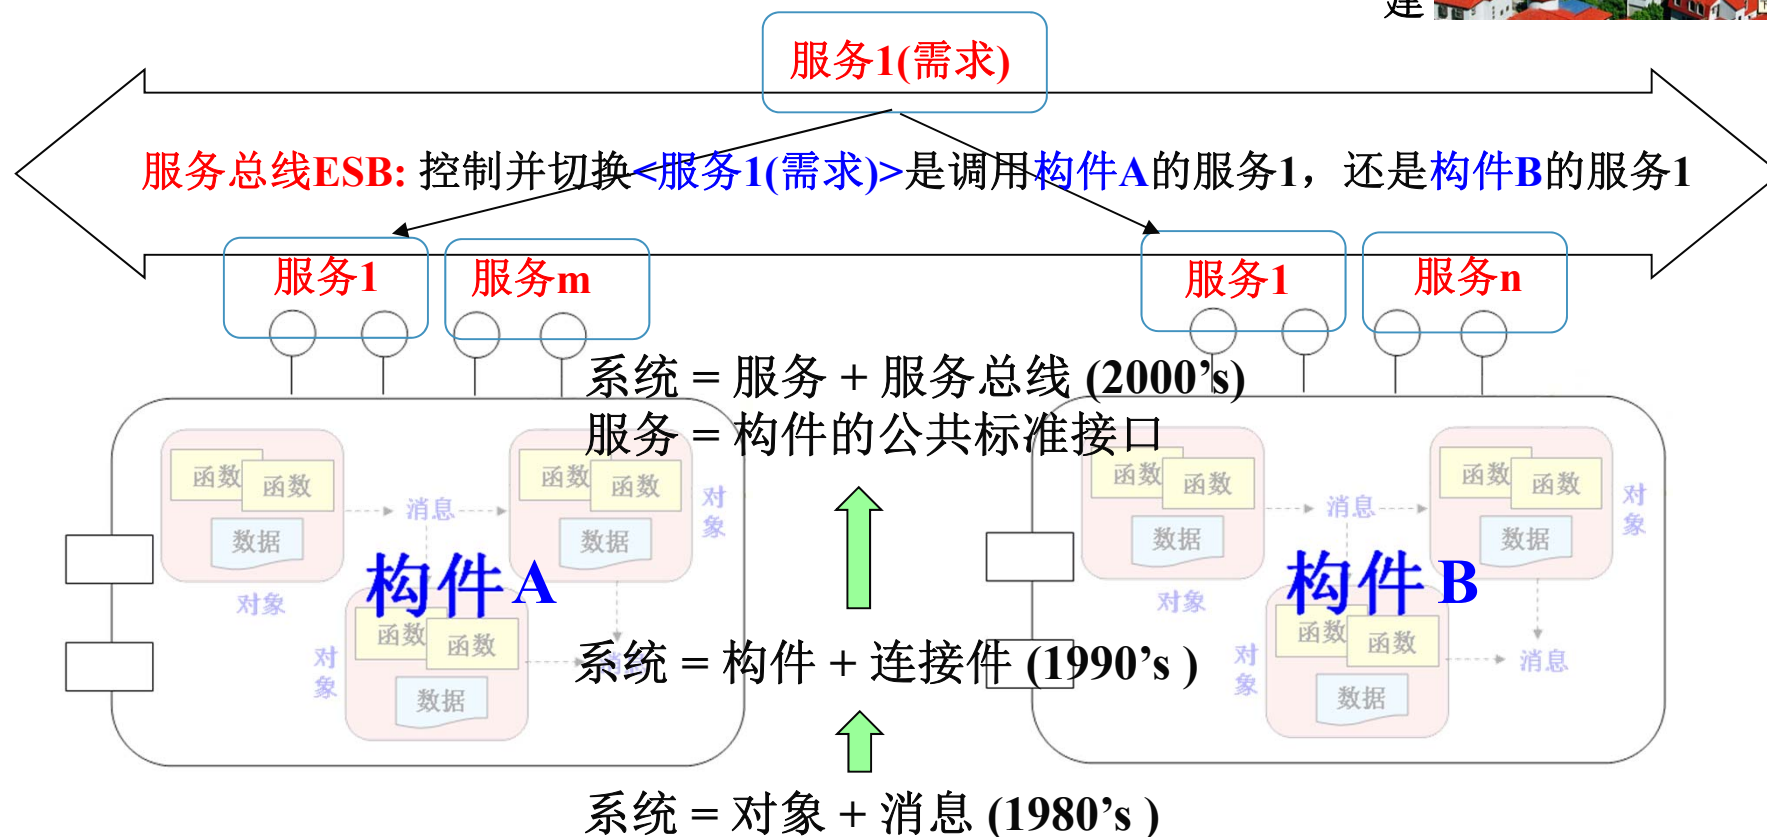 建
服务1(需求)
服务总线ESB: 控制并切换<服务1(需求)>是调用构件A的服务1，还是构件B的服务1
服务1
服务m
服务1
服务n
系统 = 服务 + 服务总线 (2000’s)
服务 = 构件的公共标准接口
函数
函数
数据
对象
消息
函数
函数
数据
对象
构件A
函数
函数
数据
对象
消息
函数
函数
数据
对象
消息
函数
函数
数据
对象
构件B
函数
函数
数据
对象
消息
系统 = 构件 + 连接件 (1990’s )
系统 = 对象 + 消息 (1980’s )